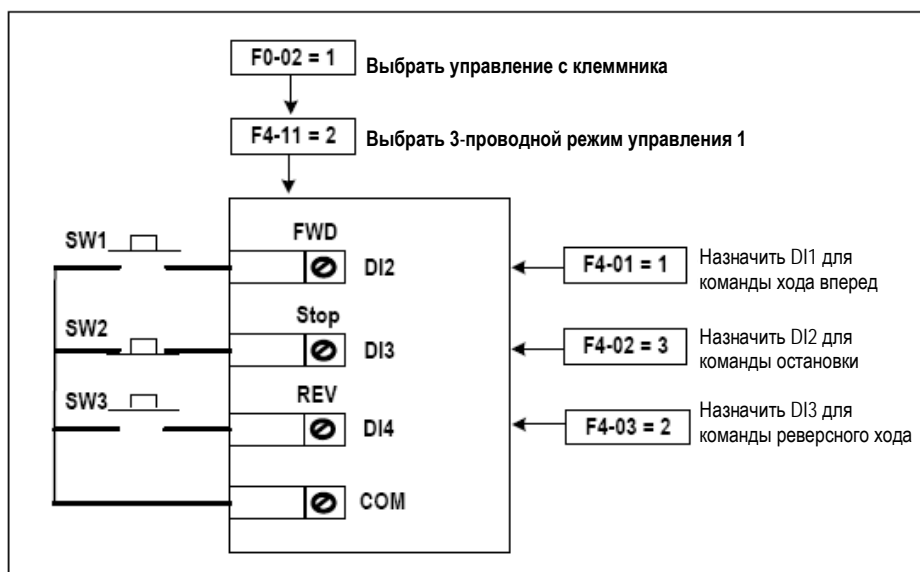 F0-02 = 1
Выбрать управление с клеммника
F4-11 = 2
Выбрать 3-проводной режим управления 1
SW1
FWD
DI2
F4-01 = 1
Назначить DI1 для
команды хода вперед
SW2
Stop
DI3
F4-02 = 3
Назначить DI2 для
команды остановки
SW3
REV
DI4
F4-03 = 2
Назначить DI3 для
команды реверсного хода
COM